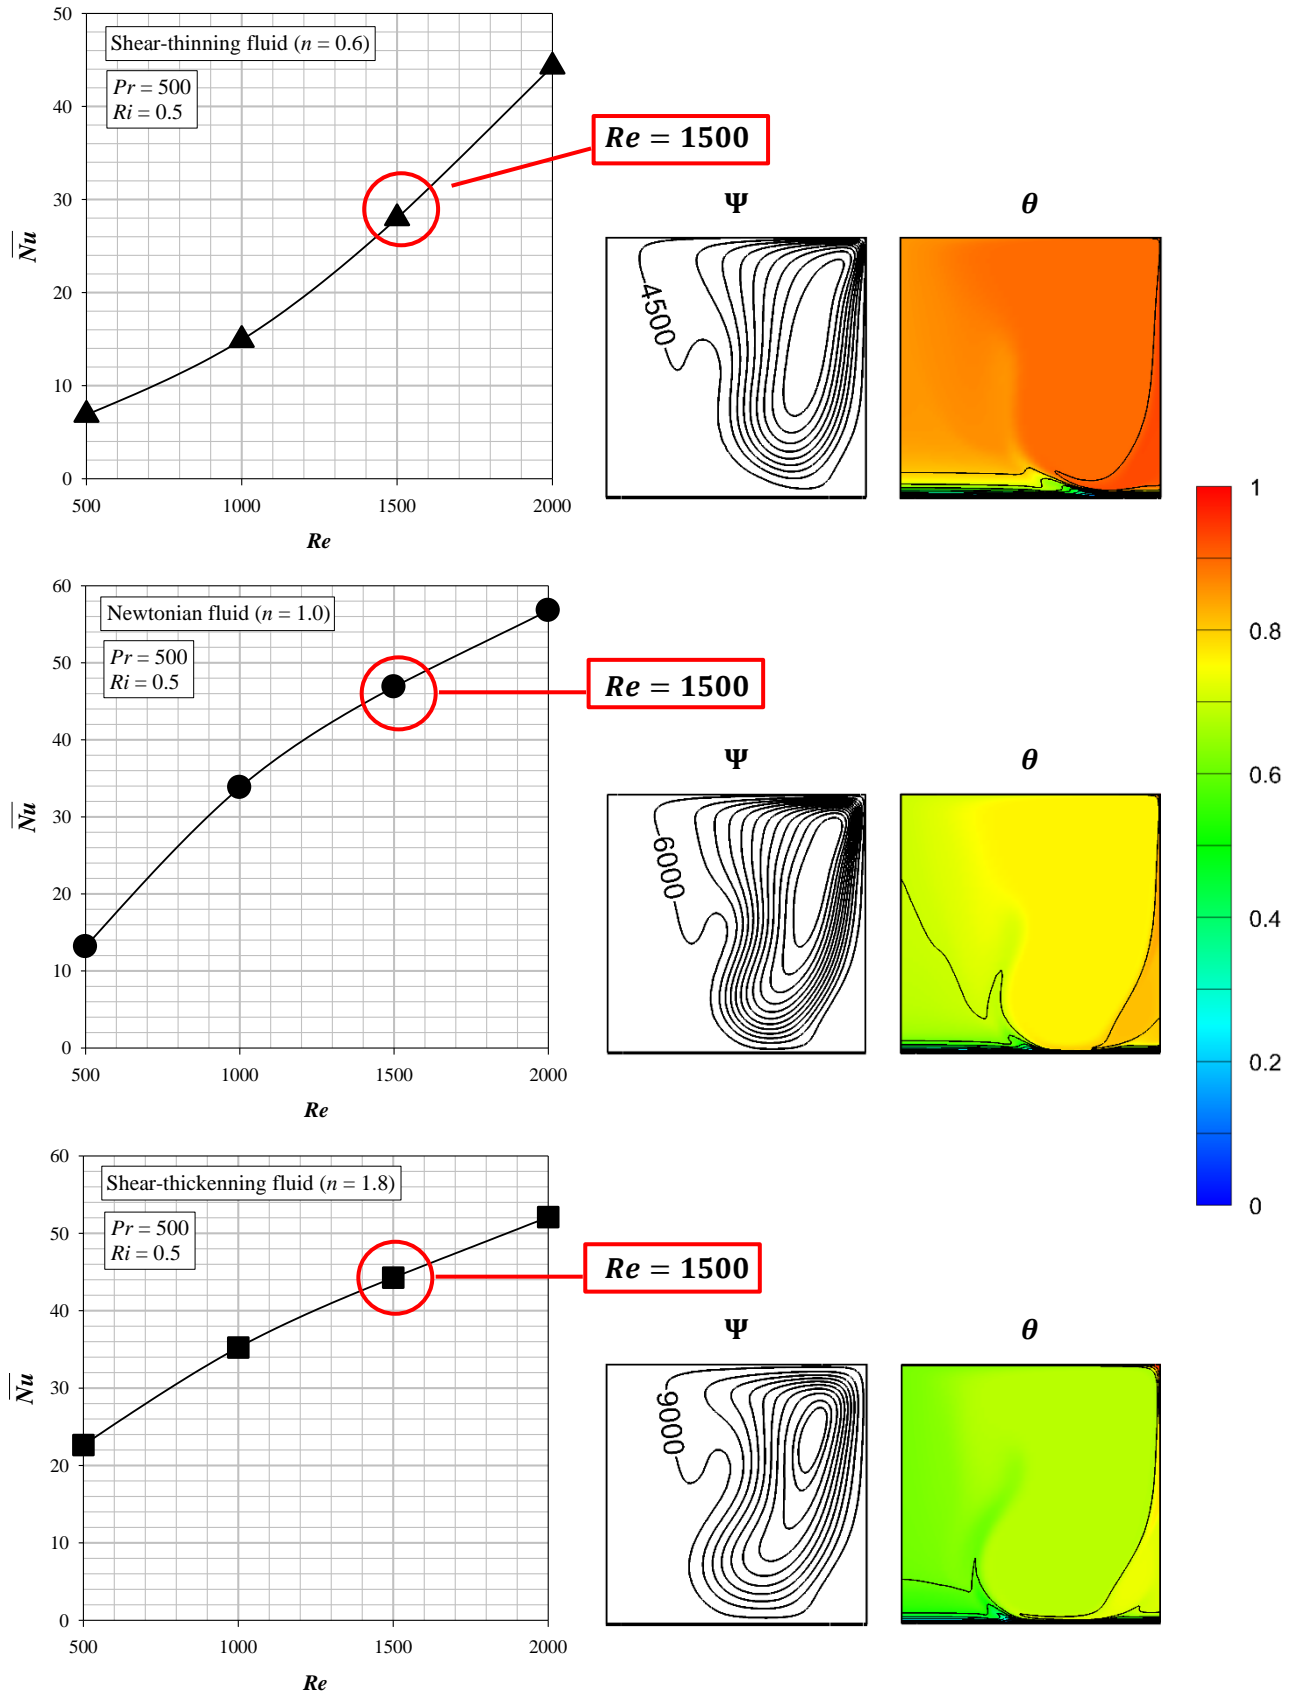 50
40
30
20
10
0
Shear-thinning fluid (n = 0.6)
Pr = 500
Ri = 0.5
Nu
500
1000
1500
2000
Re
Re = 1500
Ψ
θ
4500
60
50
40
30
20
10
0
Newtonian fluid (n = 1.0)
Pr = 500
Ri = 0.5
Nu
500
1000
1500
2000
Re
Re = 1500
Ψ
θ
6000
1
0.8
0.6
0.4
0.2
0
60
50
40
30
20
10
0
Shear-thickenning fluid (n = 1.8)
Pr = 500
Ri = 0.5
Nu
500
1000
1500
2000
Re
Re = 1500
Ψ
θ
9000